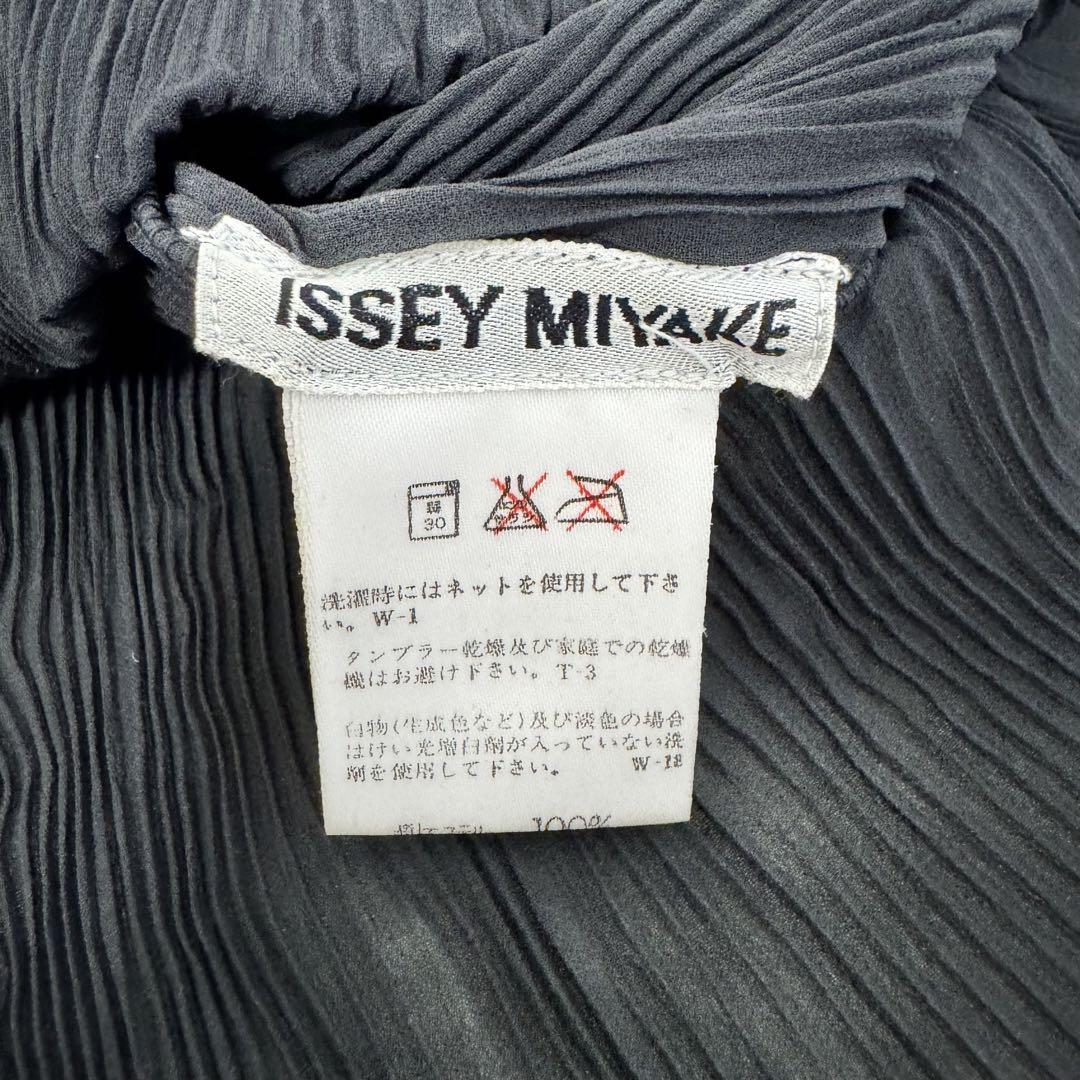 ISSEY MIYAKE
弱
30
洗濯時にはネットを使用して下さ
い。 W-1
タンブラー乾燥及び家庭での乾燥
機はお避け下さい。 T-3
白物(生成色など)及び淡色の場合
はけい光増白剤が入っていない洗
剤を使用して下さい。 W-18
100%